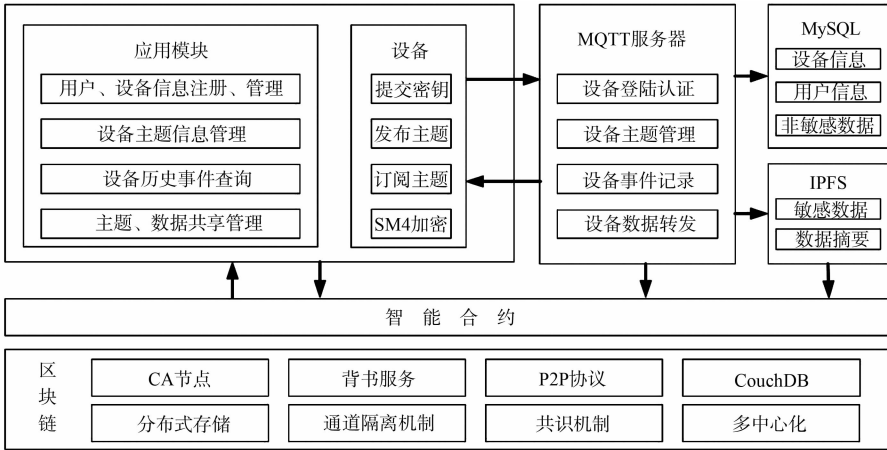 应用模块
用户、设备信息注册、管理
设备主题信息管理
设备历史事件查询
主题、数据共享管理
设备
提交密钥
发布主题
订阅主题
SM4加密
MQTT服务器
设备登陆认证
设备主题管理
设备事件记录
设备数据转发
MySQL
设备信息
用户信息
非敏感数据
IPFS
敏感数据
数据摘要
智能合约
区块链
CA节点
背书服务
P2P协议
CouchDB
分布式存储
通道隔离机制
共识机制
多中心化